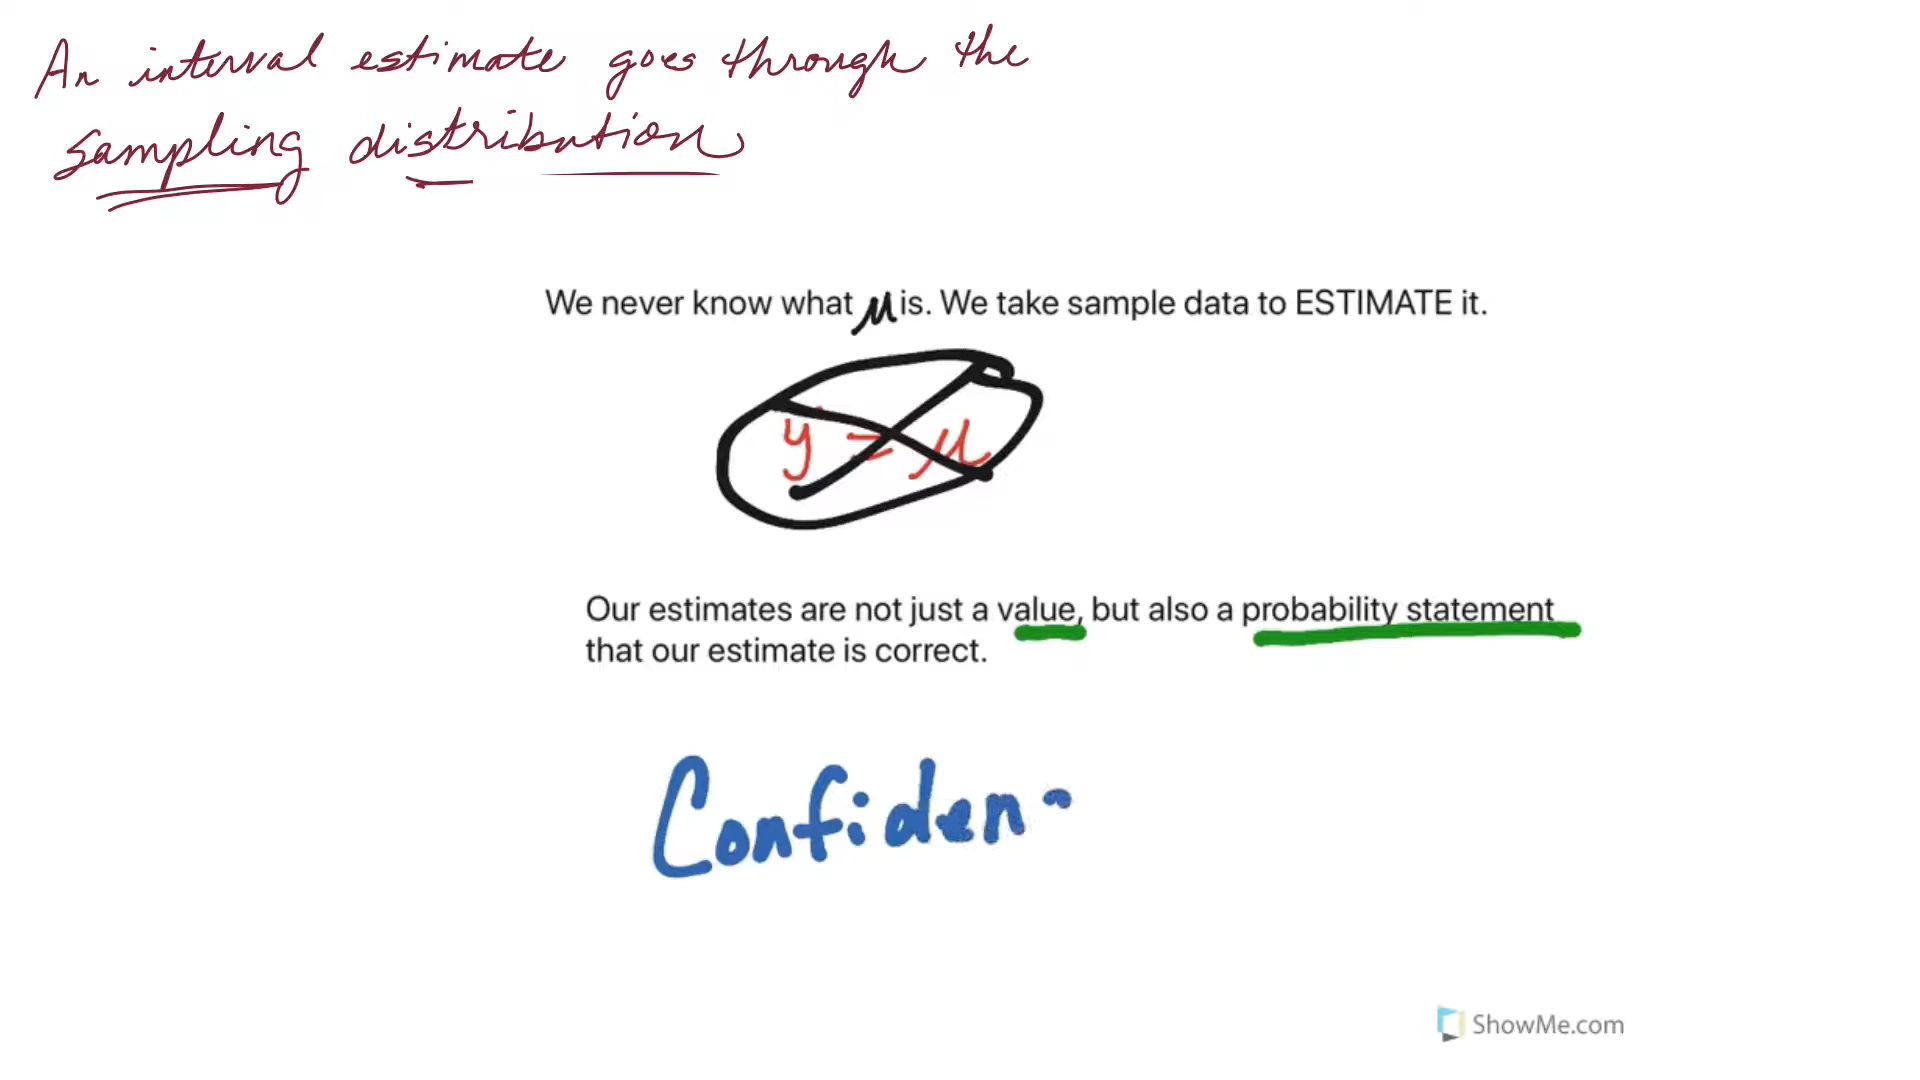 An interval estimate goes through the
sampling distribution
We never know what μ is. We take sample data to ESTIMATE it.
y = μ
Our estimates are not just a value, but also a probability statement
that our estimate is correct.
Confiden
ShowMe.com